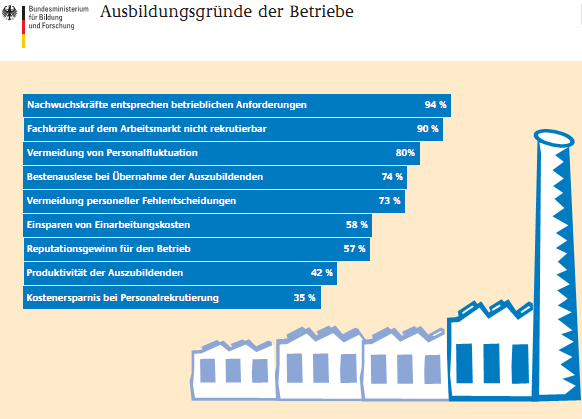 Bundesministerium
für Bildung
und Forschung
Ausbildungsgründe der Betriebe
Nachwuchskräfte entsprechen betrieblichen Anforderungen 94 %
Fachkräfte auf dem Arbeitsmarkt nicht rekrutierbar 90 %
Vermeidung von Personalfluktuation 80%
Bestenauslese bei Übernahme der Auszubildenden 74 %
Vermeidung personeller Fehlentscheidungen 73 %
Einsparen von Einarbeitungskosten 58 %
Reputationsgewinn für den Betrieb 57 %
Produktivität der Auszubildenden 42 %
Kostenersparnis bei Personalrekrutierung 35 %